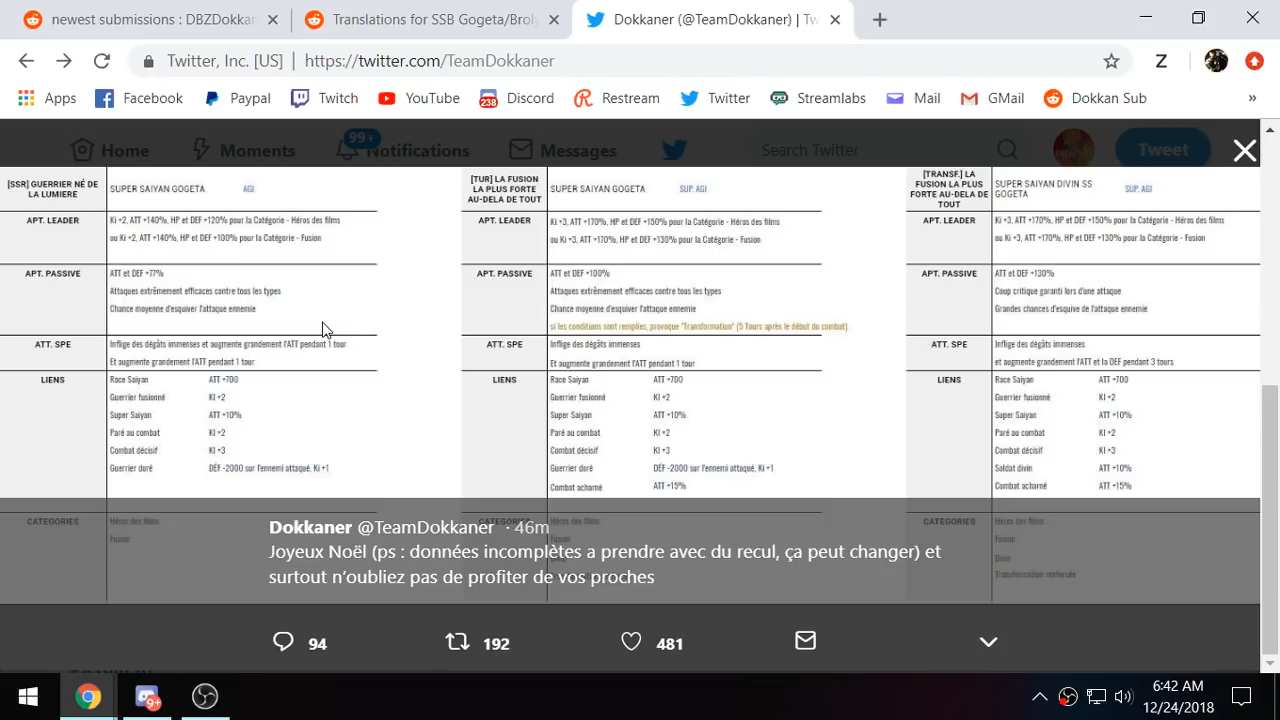 newest submissions : DBZDokkan
Translations for SSB Gogeta/Broly
Dokkaner (@TeamDokkaner) | Tw
Twitter, Inc. [US] | https://twitter.com/TeamDokkaner
Z
Apps Facebook Paypal Twitch YouTube 238 Discord Restream Twitter Streamlabs Mail GMail Dokkan Sub »
Home Moments 99+ Notifications Messages Search Twitter Tweet
[SSR] GUERRIER NÉ DE LA LUMIERE
SUPER SAIYAN GOGETA AGI
APT. LEADER
Ki +2, ATT +140%, HP et DEF +120% pour la Catégorie - Héros des films
ou Ki +2, ATT +140%, HP et DEF +100% pour la Catégorie - Fusion
APT. PASSIVE
ATT et DEF +77%
Attaques extrêmement efficaces contre tous les types
Chance moyenne d'esquiver l'attaque ennemie
ATT. SPE
Inflige des dégâts immenses et augmente grandement l'ATT pendant 1 tour
Et augmente grandement l'ATT pendant 1 tour
LIENS
Race Saiyan ATT +700
Guerrier fusionné KI +2
Super Saiyan ATT +10%
Paré au combat KI +2
Combat décisif KI +3
Guerrier doré DÉF -2000 sur l'ennemi attaqué, Ki +1
CATEGORIES
Héros des films
Fusion
[TUR] LA FUSION LA PLUS FORTE AU-DELA DE TOUT
SUPER SAIYAN GOGETA SUP. AGI
APT. LEADER
Ki +3, ATT +170%, HP et DEF +150% pour la Catégorie - Héros des films
ou Ki +3, ATT +170%, HP et DEF +130% pour la Catégorie - Fusion
APT. PASSIVE
ATT et DEF +100%
Attaques extrêmement efficaces contre tous les types
Chance moyenne d'esquiver l'attaque ennemie
si les conditions sont remplies, provoque "Transformation" (5 Tours après le début du combat)
ATT. SPE
Inflige des dégâts immenses
Et augmente grandement l'ATT pendant 1 tour
LIENS
Race Saiyan ATT +700
Guerrier fusionné KI +2
Super Saiyan ATT +10%
Paré au combat KI +2
Combat décisif KI +3
Guerrier doré DÉF -2000 sur l'ennemi attaqué, Ki +1
Combat acharné ATT +15%
CATEGORIES
Héros des films
Fusion
[TRANSF.] LA FUSION LA PLUS FORTE AU-DELA DE TOUT
SUPER SAIYAN DIVIN SS GOGETA SUP. AGI
APT. LEADER
Ki +3, ATT +170%, HP et DEF +150% pour la Catégorie - Héros des films
ou Ki +3, ATT +170%, HP et DEF +130% pour la Catégorie - Fusion
APT. PASSIVE
ATT et DEF +130%
Coup critique garanti lors d'une attaque
Grandes chances d'esquive de l'attaque ennemie
ATT. SPE
Inflige des dégâts immenses
et augmente grandement l'ATT et la DEF pendant 3 tours
LIENS
Race Saiyan ATT +700
Guerrier fusionné KI +2
Super Saiyan ATT +10%
Paré au combat KI +2
Combat décisif KI +3
Soldat divin ATT +10%
Combat acharné ATT +15%
CATEGORIES
Héros des films
Fusion
Divin
Transformation renforcée
Dokkaner @TeamDokkaner · 46m
Joyeux Noël (ps : données incomplètes a prendre avec du recul, ça peut changer) et
surtout n'oubliez pas de profiter de vos proches
94 192 481
9+
6:42 AM
12/24/2018